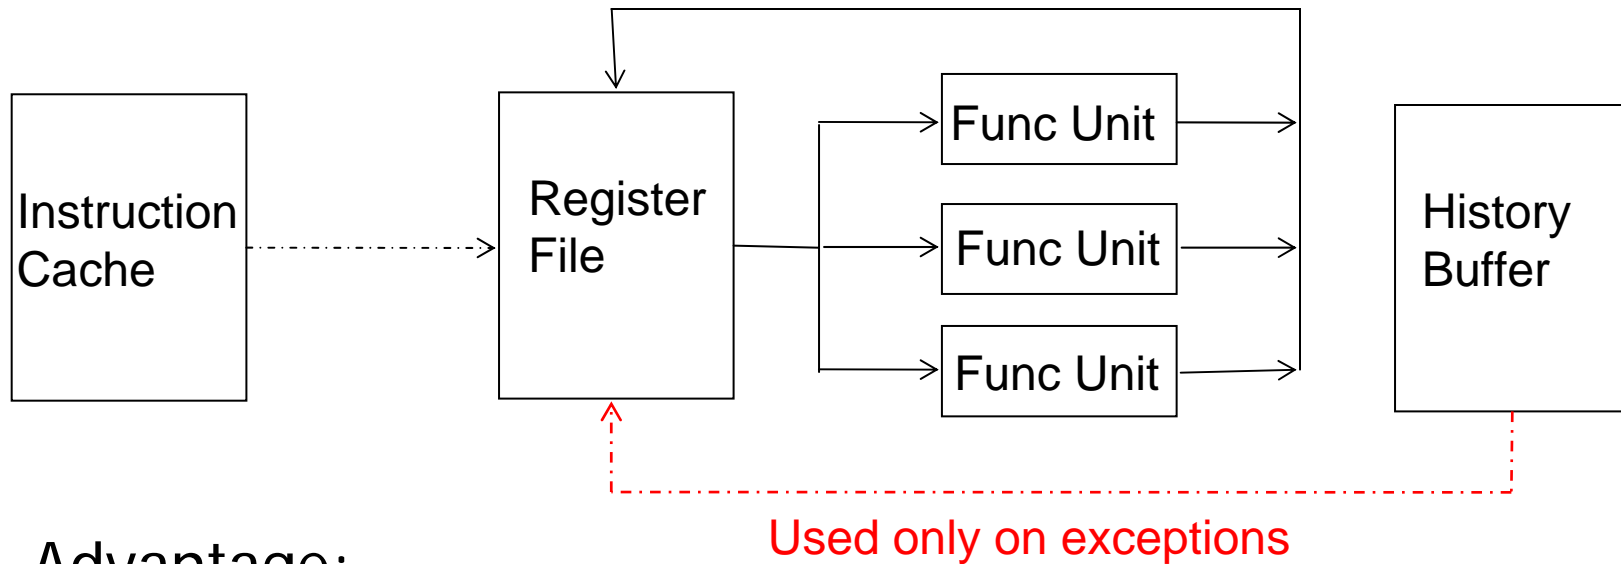 Instruction
Cache
Register
File
Func Unit
Func Unit
Func Unit
History
Buffer
Used only on exceptions
Advantage: